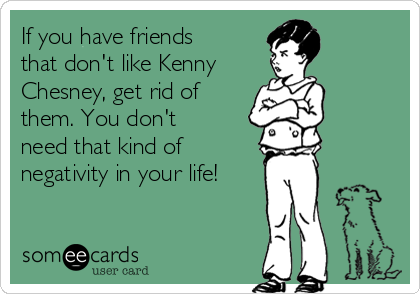 If you have friends
that don't like Kenny
Chesney, get rid of
them. You don't
need that kind of
negativity in your life!
someecards
user card